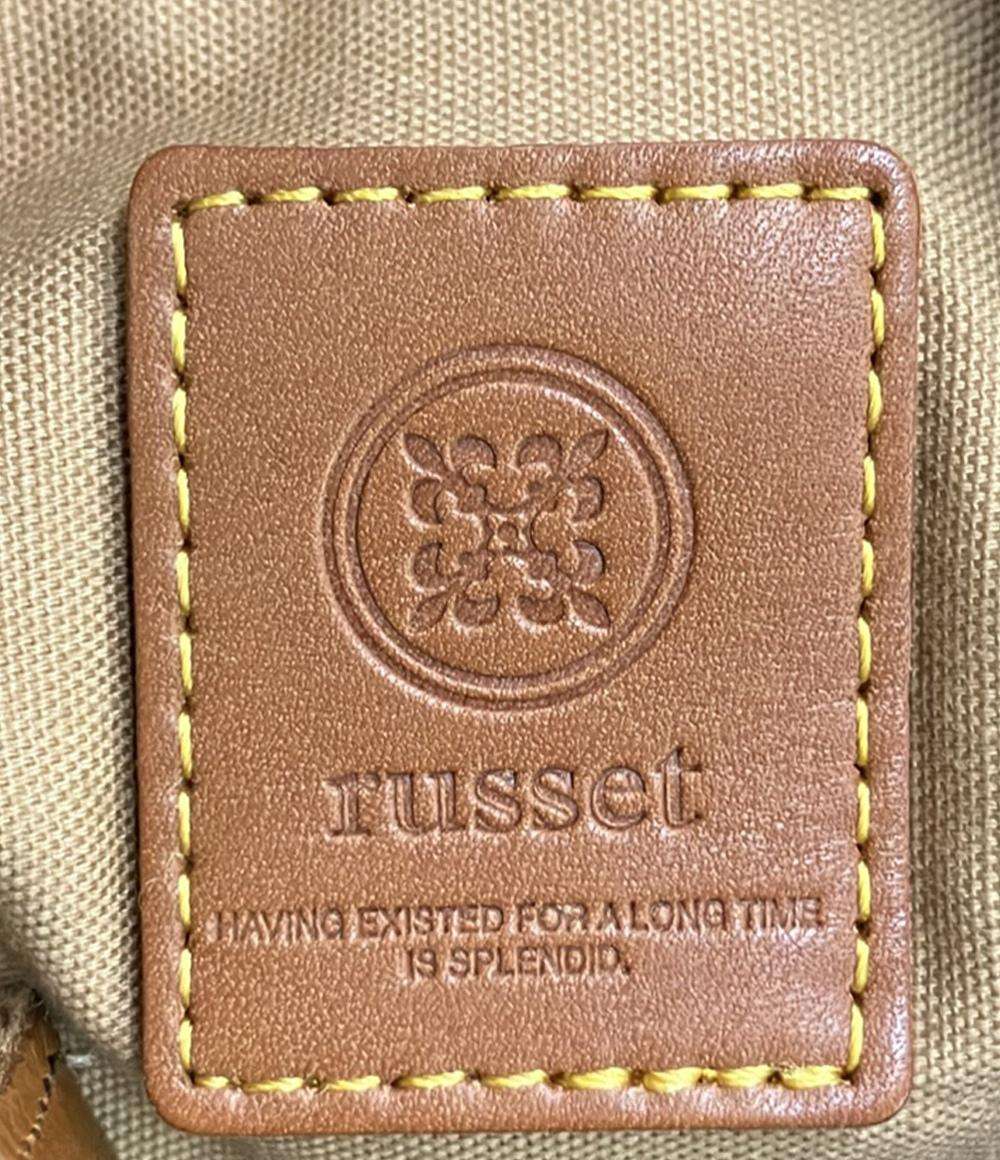 russet
HAVING EXISTED FOR A LONG TIME
IS SPLENDID.